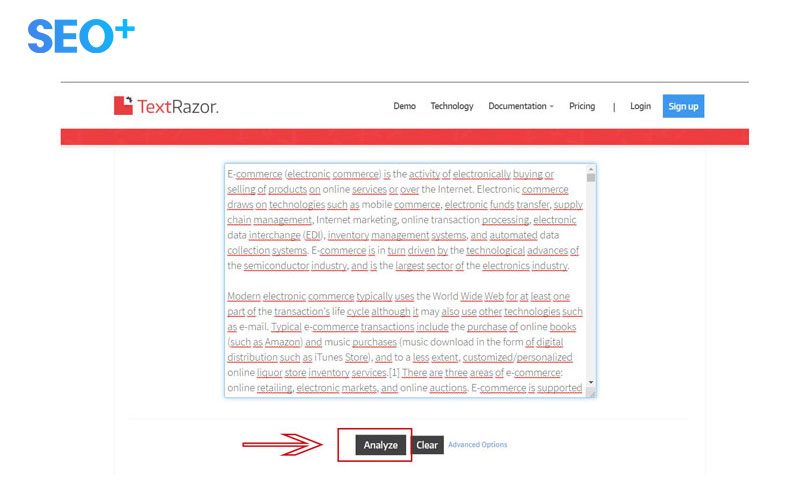 SEO+
TextRazor.
Demo Technology Documentation Pricing | Login Sign up
E-commerce (electronic commerce) is the activity of electronically buying or
selling of products on online services or over the Internet. Electronic commerce
draws on technologies such as mobile commerce, electronic funds transfer, supply
chain management, Internet marketing, online transaction processing, electronic
data interchange (EDI), inventory management systems, and automated data
collection systems. E-commerce is in turn driven by the technological advances of
the semiconductor industry, and is the largest sector of the electronics industry.
Modern electronic commerce typically uses the World Wide Web for at least one
part of the transaction's life cycle although it may also use other technologies such
as e-mail. Typical e-commerce transactions include the purchase of online books
(such as Amazon) and music purchases (music download in the form of digital
distribution such as iTunes Store), and to a less extent, customized/personalized
online liquor store inventory services.[1] There are three areas of e-commerce:
online retailing, electronic markets, and online auctions. E-commerce is supported
Analyze Clear Advanced Options